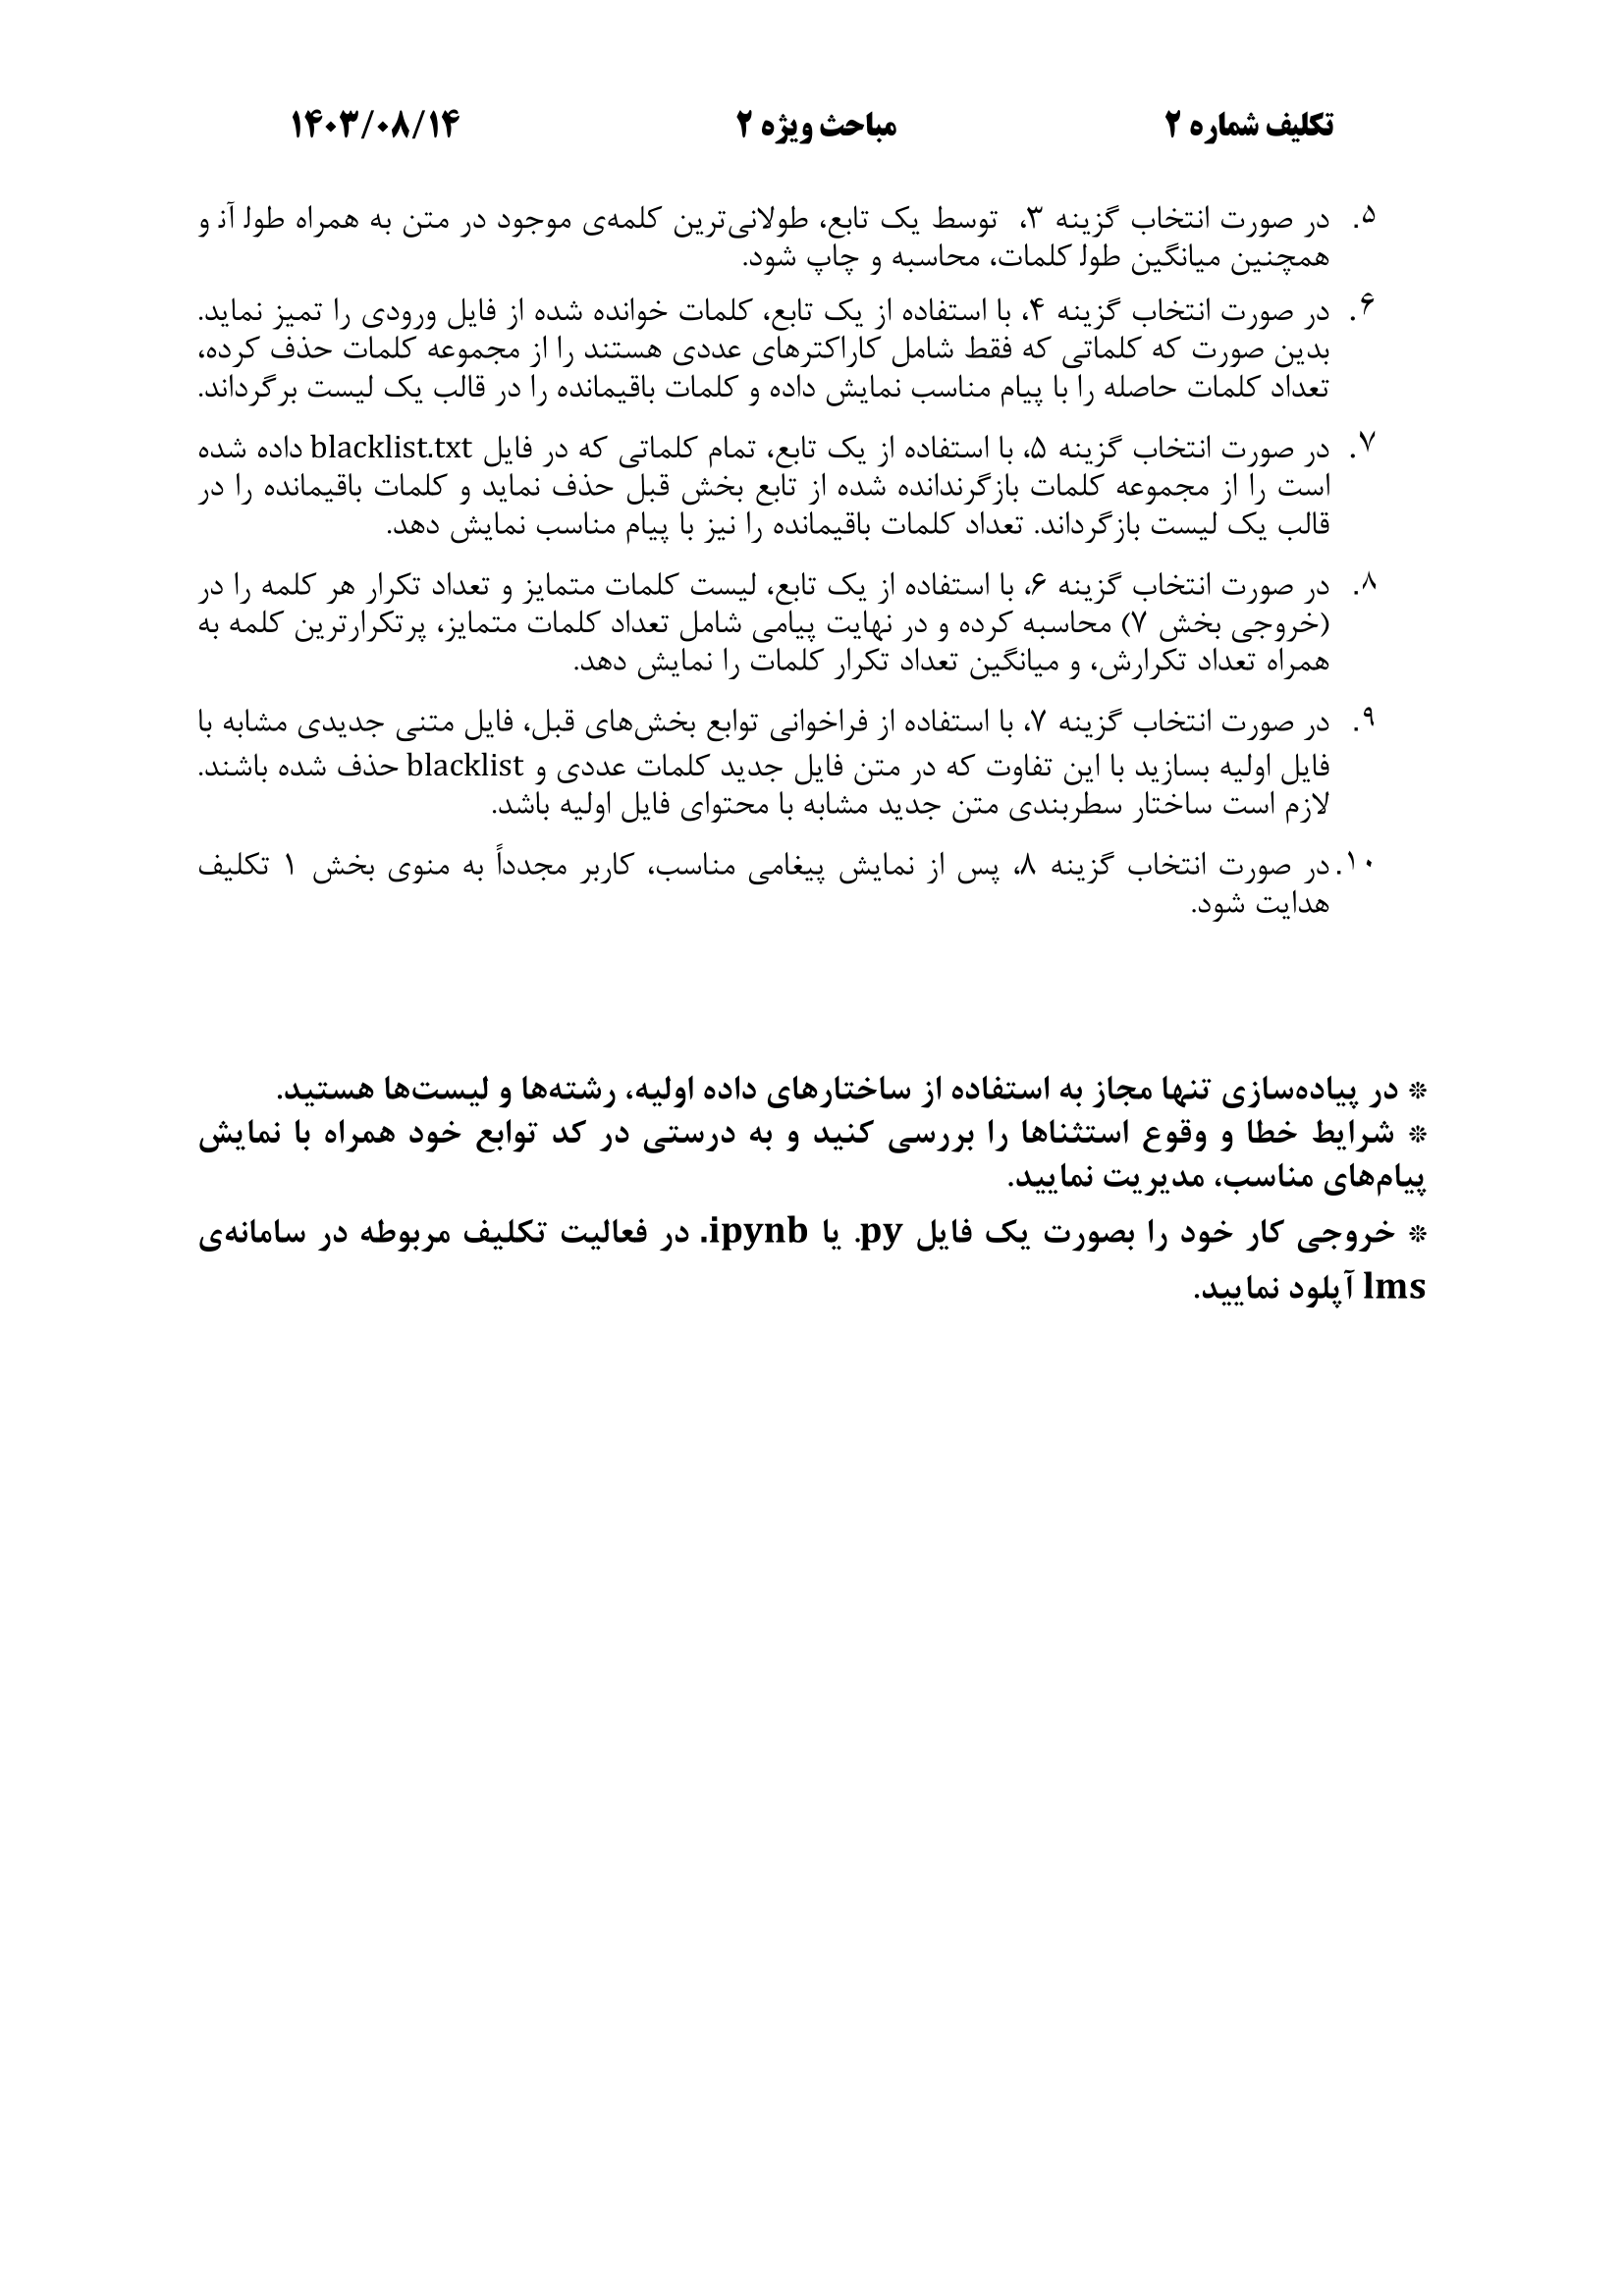 تکلیف شماره ۲ مباحث ویژه ۲ ۱۴۰۳/۰۸/۱۴
۵. در صورت انتخاب گزینه ۳، توسط یک تابع، طولانی‌ترین کلمه‌ی موجود در متن به همراه طول آن و
همچنین میانگین طول کلمات، محاسبه و چاپ شود.
۶. در صورت انتخاب گزینه ۴، با استفاده از یک تابع، کلمات خوانده شده از فایل ورودی را تمیز نماید.
بدین صورت که کلماتی که فقط شامل کاراکترهای عددی هستند را از مجموعه کلمات حذف کرده،
تعداد کلمات حاصله را با پیام مناسب نمایش داده و کلمات باقیمانده را در قالب یک لیست برگرداند.
۷. در صورت انتخاب گزینه ۵، با استفاده از یک تابع، تمام کلماتی که در فایل blacklist.txt داده شده
است را از مجموعه کلمات بازگرندانده شده از تابع بخش قبل حذف نماید و کلمات باقیمانده را در
قالب یک لیست بازگرداند. تعداد کلمات باقیمانده را نیز با پیام مناسب نمایش دهد.
۸. در صورت انتخاب گزینه ۶، با استفاده از یک تابع، لیست کلمات متمایز و تعداد تکرار هر کلمه را در
(خروجی بخش ۷) محاسبه کرده و در نهایت پیامی شامل تعداد کلمات متمایز، پرتکرارترین کلمه به
همراه تعداد تکرارش، و میانگین تعداد تکرار کلمات را نمایش دهد.
۹. در صورت انتخاب گزینه ۷، با استفاده از فراخوانی توابع بخش‌های قبل، فایل متنی جدیدی مشابه با
فایل اولیه بسازید با این تفاوت که در متن فایل جدید کلمات عددی و blacklist حذف شده باشند.
لازم است ساختار سطربندی متن جدید مشابه با محتوای فایل اولیه باشد.
۱۰. در صورت انتخاب گزینه ۸، پس از نمایش پیغامی مناسب، کاربر مجدداً به منوی بخش ۱ تکلیف
هدایت شود.
* در پیاده‌سازی تنها مجاز به استفاده از ساختارهای داده اولیه، رشته‌ها و لیست‌ها هستید.
* شرایط خطا و وقوع استثناها را بررسی کنید و به درستی در کد توابع خود همراه با نمایش
پیام‌های مناسب، مدیریت نمایید.
* خروجی کار خود را بصورت یک فایل .py یا .ipynb در فعالیت تکلیف مربوطه در سامانه‌ی
lms آپلود نمایید.